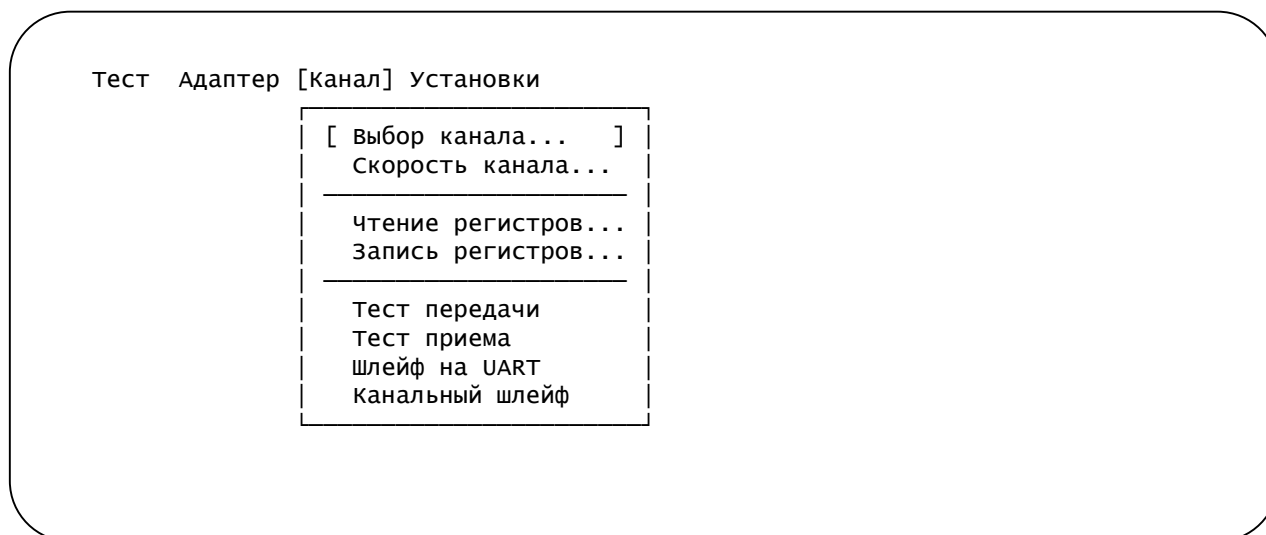 Тест Адаптер [Канал] Установки
[ Выбор канала... ]
Скорость канала...
Чтение регистров...
Запись регистров...
Тест передачи
Тест приема
Шлейф на UART
Канальный шлейф